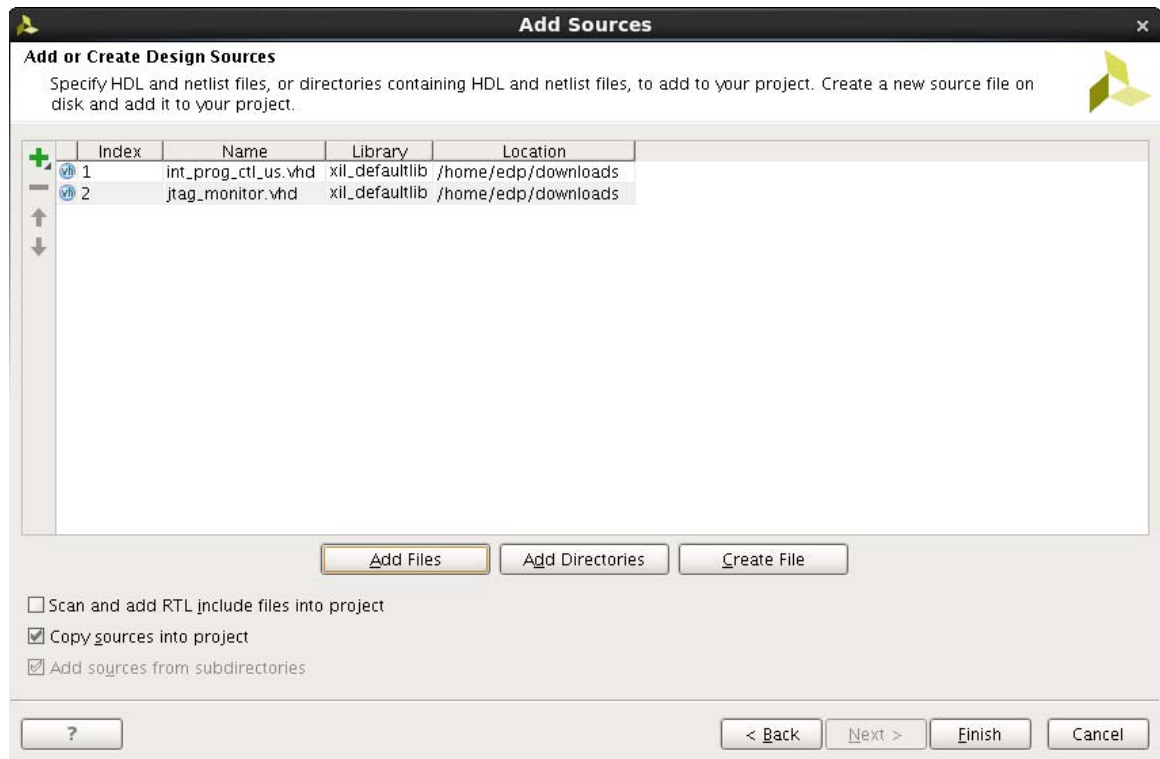 Add Sources
Add or Create Design Sources
Specify HDL and netlist files, or directories containing HDL and netlist files, to add to your project. Create a new source file on
disk and add it to your project.
Index Name Library Location
1 int_prog_ctl_us.vhd xil_defaultlib /home/edp/downloads
2 jtag_monitor.vhd xil_defaultlib /home/edp/downloads
Add Files Add Directories Create File
Scan and add RTL include files into project
Copy sources into project
Add sources from subdirectories
? < Back Next > Finish Cancel